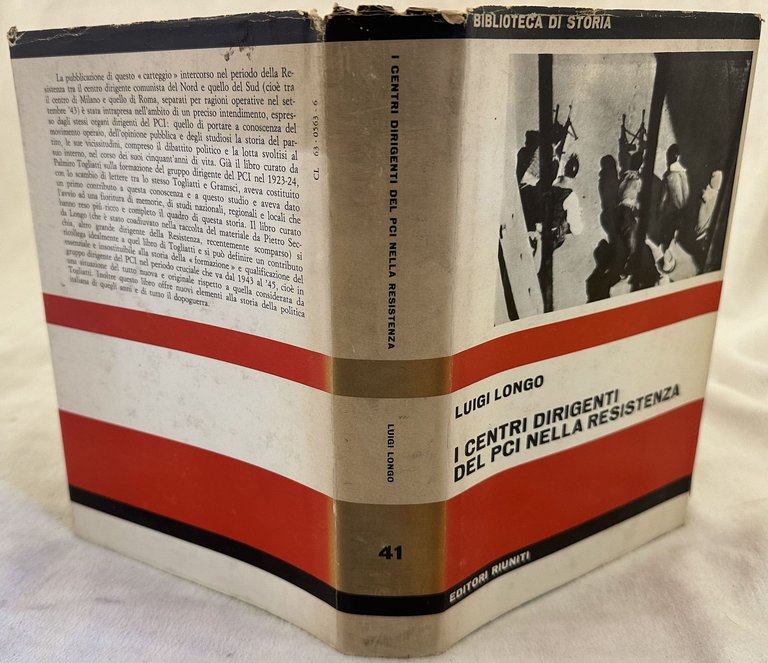 La pubblicazione di questo « carteggio » intercorso nel periodo della Re-
sistenza tra il centro dirigente comunista del Nord e quello del Sud (cioè tra
il centro di Milano e quello di Roma, separati per ragioni operative nel set-
tembre '43) è stata intrapresa nell'ambito di un preciso intendimento, espres-
so dagli stessi organi dirigenti del PCI: quello di portare a conoscenza del
movimento operaio, dell'opinione pubblica e degli studiosi la storia del par-
tito, le sue vicissitudini, compreso il dibattito politico e la lotta svoltisi al
suo interno, nel corso dei suoi cinquant'anni di vita. Già il libro curato da
Palmiro Togliatti sulla formazione del gruppo dirigente del PCI nel 1923-24,
con lo scambio di lettere tra lo stesso Togliatti e Gramsci, aveva costituito
un primo contributo a questa conoscenza e a questo studio e aveva dato
l'avvio ad una fioritura di memorie, di studi nazionali, regionali e locali che
hanno reso più ricco e completo il quadro di questa storia. Il libro curato
da Longo (che è stato coadiuvato nella raccolta del materiale da Pietro Sec-
chia, altro grande dirigente della Resistenza, recentemente scomparso) si
ricollega idealmente a quel libro di Togliatti e si può definire un contributo
essenziale e insostituibile alla storia della « formazione » e qualificazione del
gruppo dirigente del PCI nel periodo cruciale che va dal 1943 al '45, cioè in
una situazione del tutto nuova e originale rispetto a quella considerata da
Togliatti. Inoltre questo libro offre nuovi elementi alla storia della politica
italiana di quegli anni e di tutto il dopoguerra.
CL 63-0563-6
I CENTRI DIRIGENTI DEL PCI NELLA RESISTENZA
LUIGI LONGO
41
BIBLIOTECA DI STORIA
LUIGI LONGO
I CENTRI DIRIGENTI
DEL PCI NELLA RESISTENZA
EDITORI RIUNITI